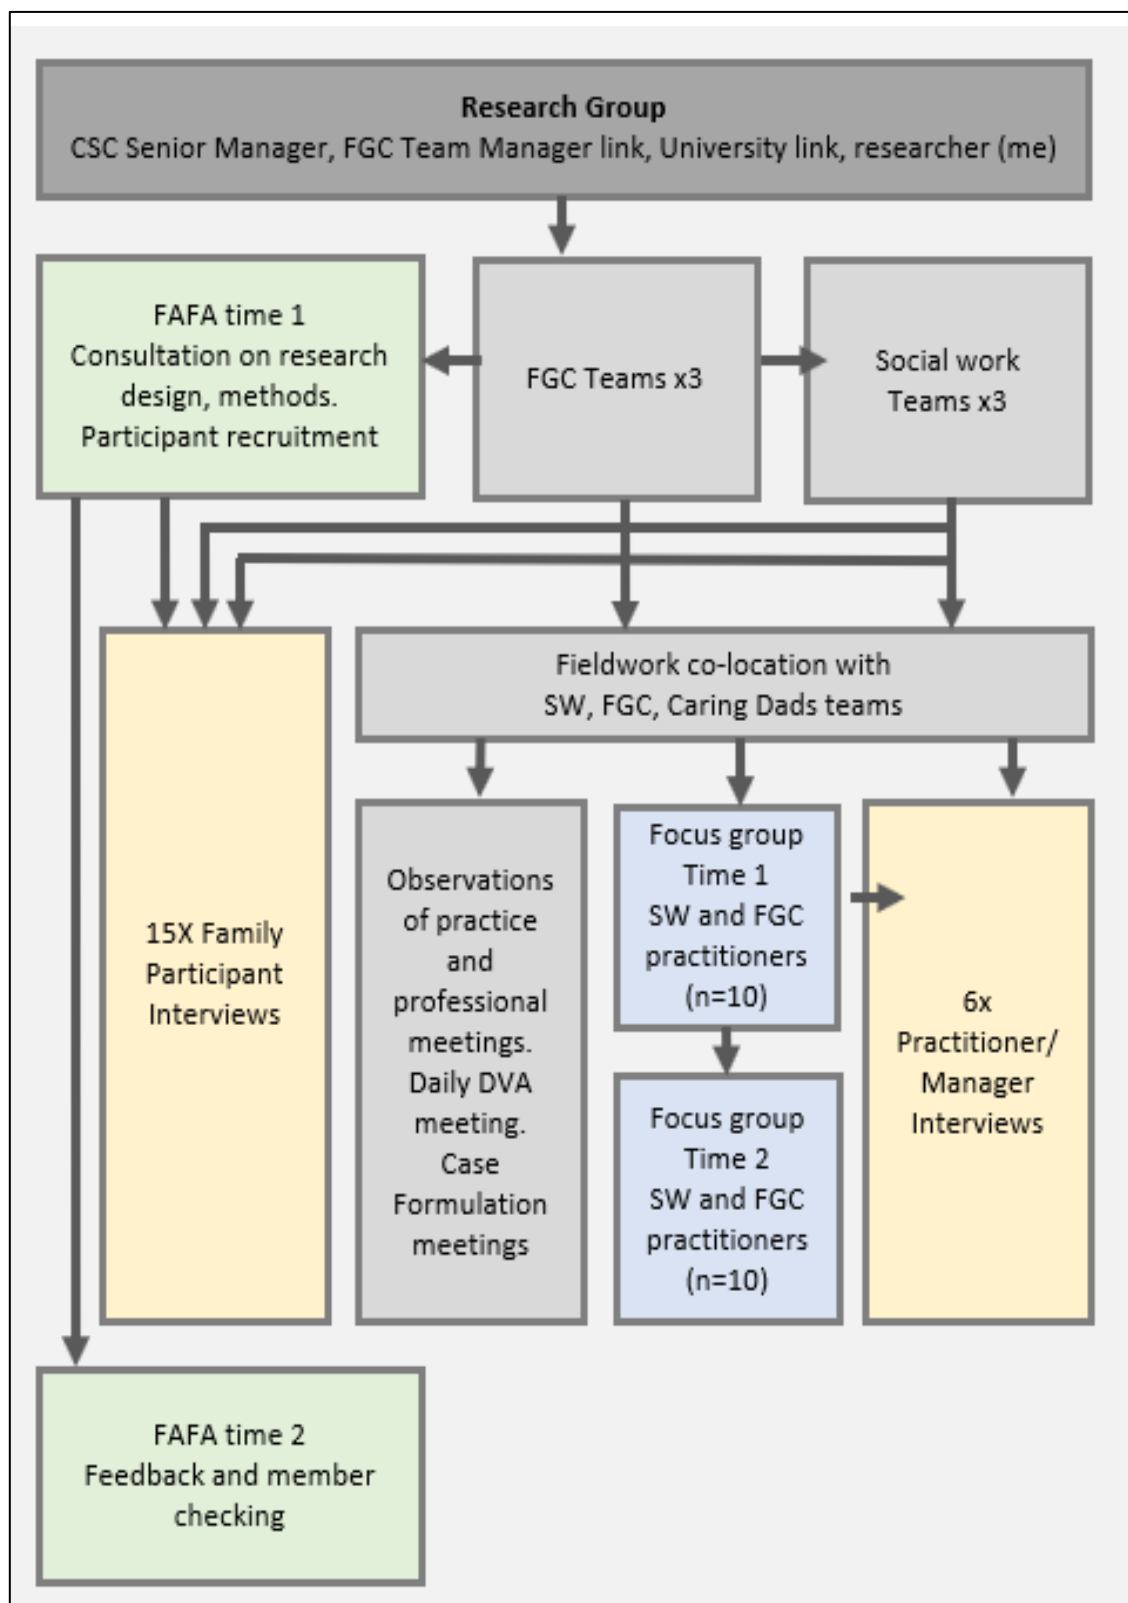 Research Group
CSC Senior Manager, FGC Team Manager link, University link, researcher (me)
FAFA time 1
Consultation on research
design, methods.
Participant recruitment
FGC Teams x3
Social work
Teams x3
Fieldwork co-location with
SW, FGC, Caring Dads teams
15X Family
Participant
Interviews
Observations
of practice
and
professional
meetings.
Daily DVA
meeting.
Case
Formulation
meetings
Focus group
Time 1
SW and FGC
practitioners
(n=10)
Focus group
Time 2
SW and FGC
practitioners
(n=10)
6x
Practitioner/
Manager
Interviews
FAFA time 2
Feedback and member
checking